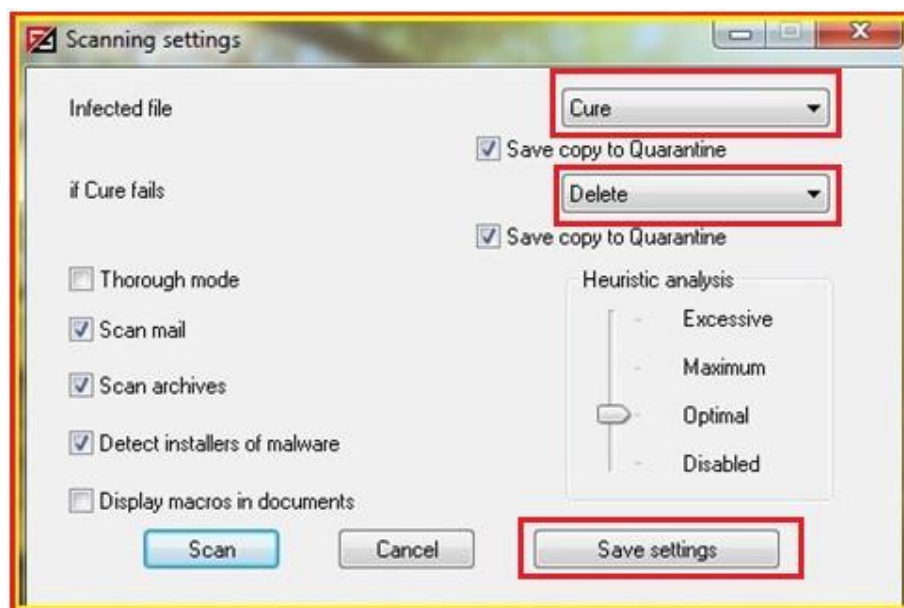 Scanning settings
Infected file
Cure
Save copy to Quarantine
if Cure fails
Delete
Save copy to Quarantine
Thorough mode
Scan mail
Scan archives
Detect installers of malware
Display macros in documents
Heuristic analysis
Excessive
Maximum
Optimal
Disabled
Scan Cancel Save settings